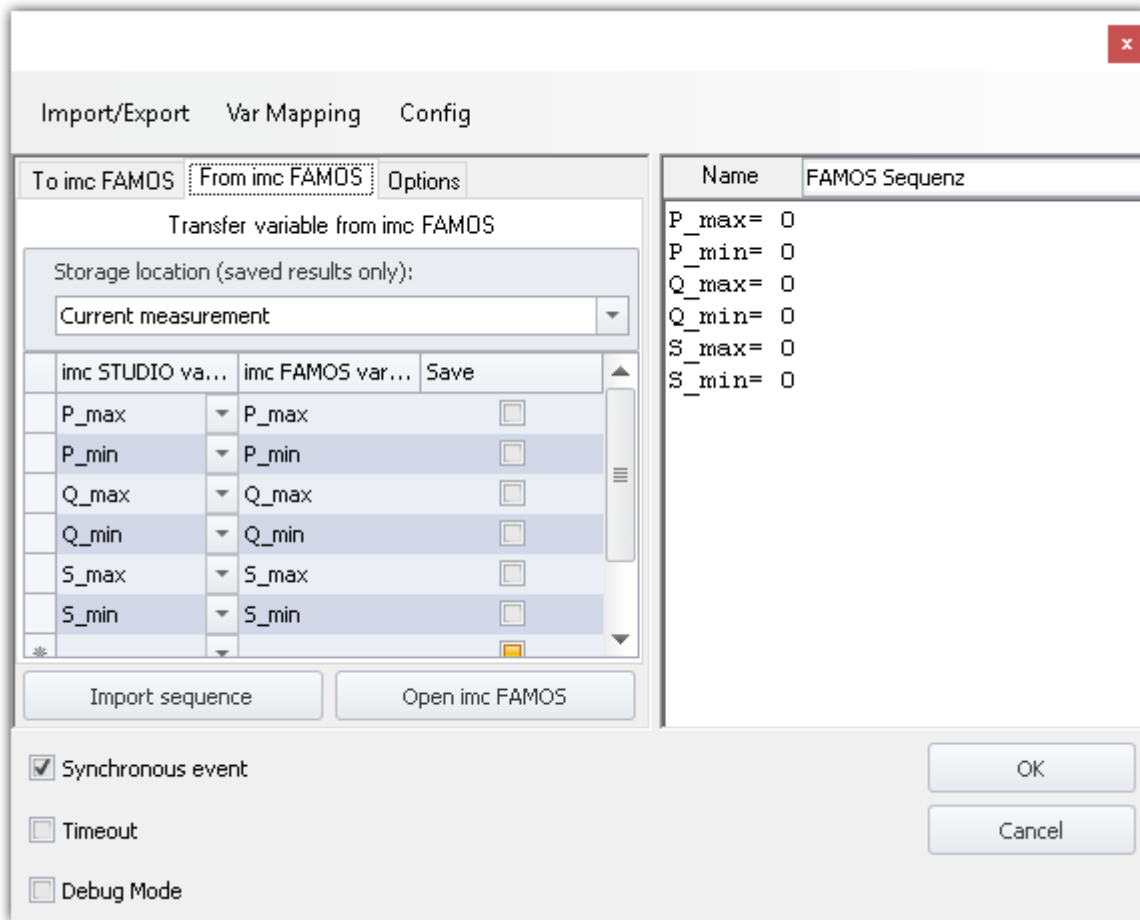 x
Import/Export Var Mapping Config
To imc FAMOS From imc FAMOS Options
Transfer variable from imc FAMOS
Storage location (saved results only):
Current measurement
imc STUDIO va... imc FAMOS var... Save
P_max P_max
P_min P_min
Q_max Q_max
Q_min Q_min
S_max S_max
S_min S_min
Import sequence Open imc FAMOS
Name FAMOS Sequenz
P_max= 0
P_min= 0
Q_max= 0
Q_min= 0
S_max= 0
S_min= 0
Synchronous event
Timeout
Debug Mode
OK
Cancel